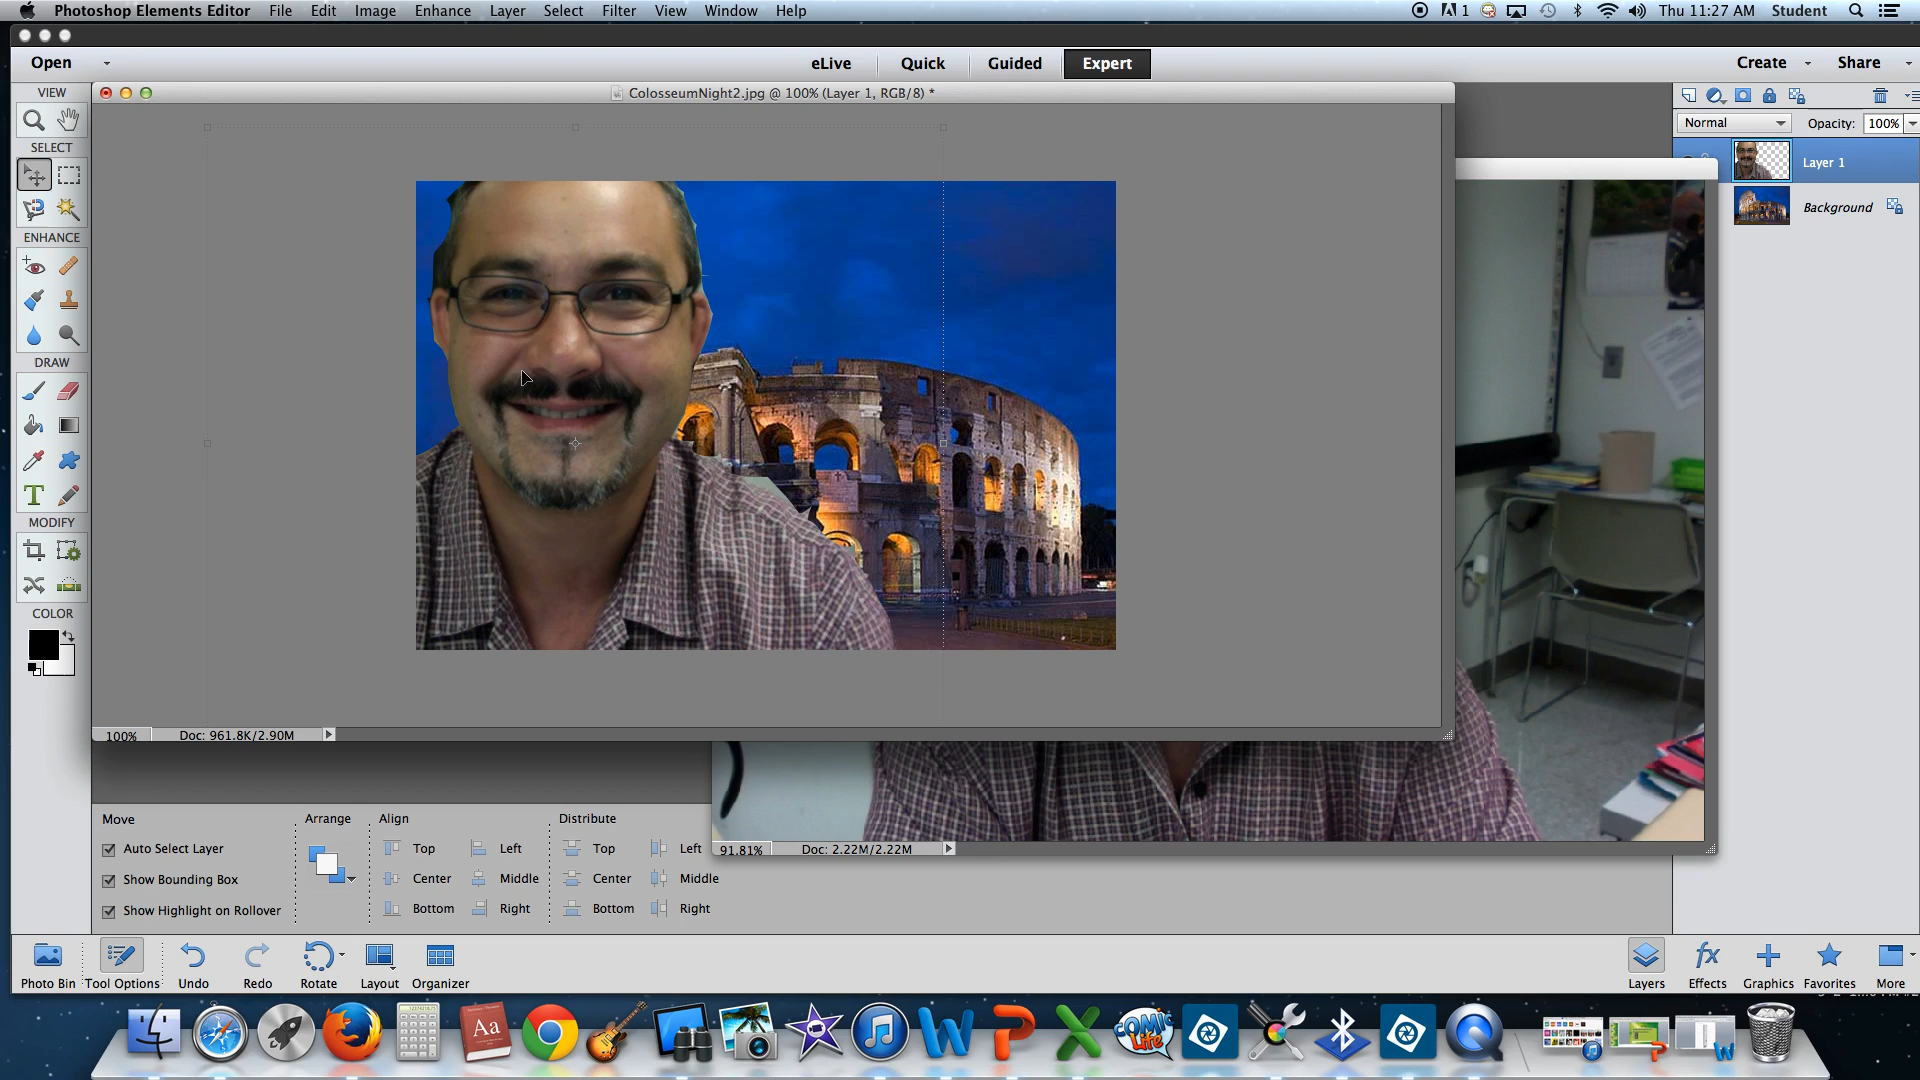 Photoshop Elements Editor File Edit Image Enhance Layer Select Filter View Window Help 1 Thu 11:27 AM Student
Open eLive Quick Guided Expert Create Share
VIEW
ColosseumNight2.jpg @ 100% (Layer 1, RGB/8) *
Normal Opacity: 100%
SELECT
Layer 1
Background
ENHANCE
DRAW
T
MODIFY
COLOR
100% Doc: 961.8K/2.90M
Move Arrange Align Distribute
Auto Select Layer Top Left Top Left
91.81% Doc: 2.22M/2.22M
Show Bounding Box Center Middle Center Middle
Show Highlight on Rollover Bottom Right Bottom Right
fx
Photo Bin Tool Options Undo Redo Rotate Layout Organizer Layers Effects Graphics Favorites More
Aa
COMIC
Life